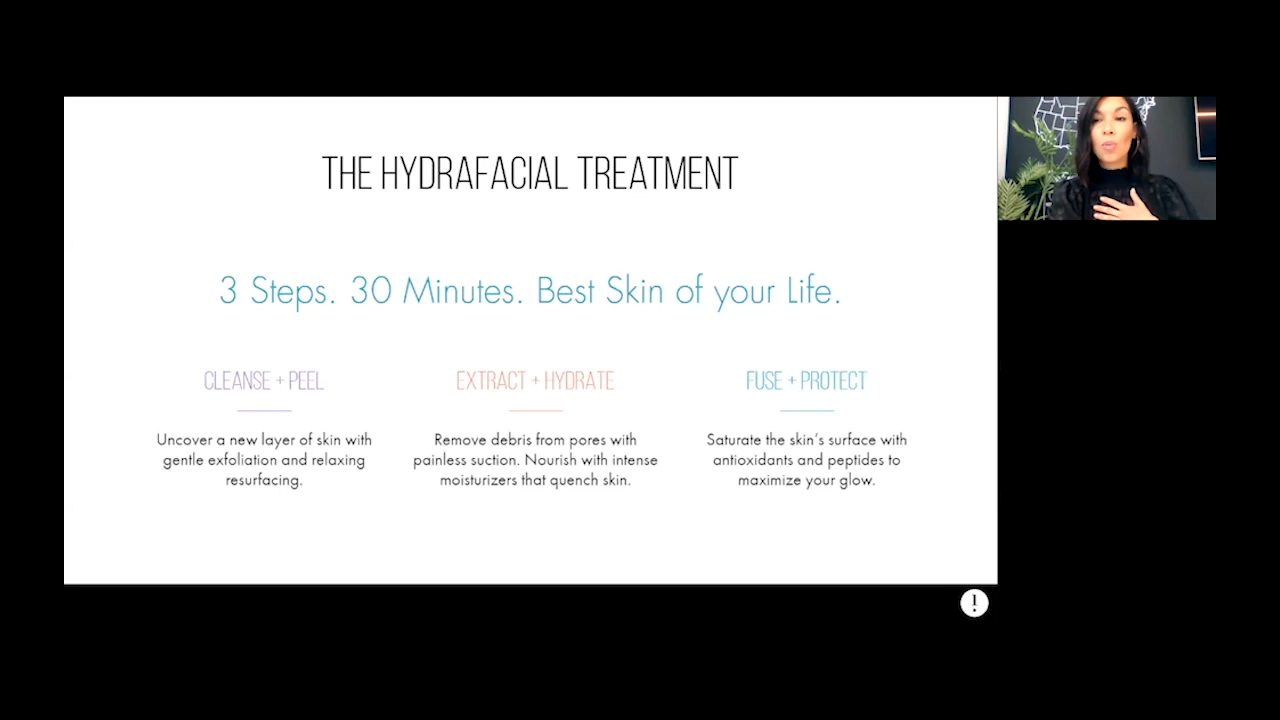 THE HYDRAFACIAL TREATMENT
3 Steps. 30 Minutes. Best Skin of your Life.
CLEANSE + PEEL
Uncover a new layer of skin with
gentle exfoliation and relaxing
resurfacing.
EXTRACT + HYDRATE
Remove debris from pores with
painless suction. Nourish with intense
moisturizers that quench skin.
FUSE + PROTECT
Saturate the skin's surface with
antioxidants and peptides to
maximize your glow.